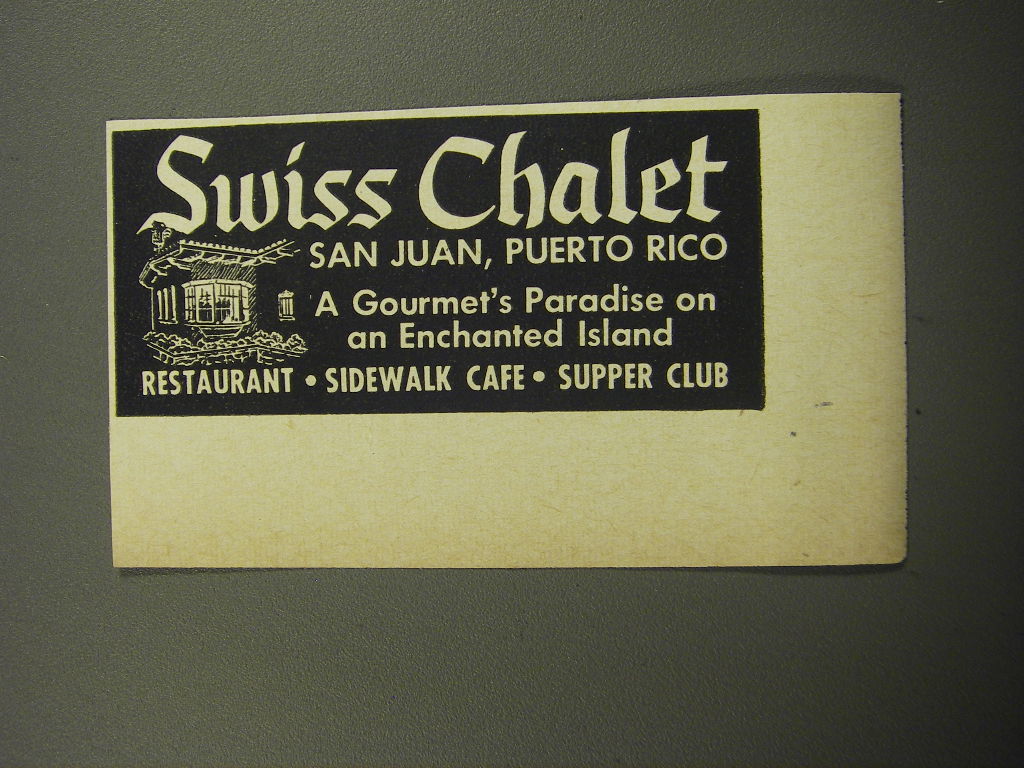 Swiss Chalet
SAN JUAN, PUERTO RICO
A Gourmet's Paradise on
an Enchanted Island
RESTAURANT • SIDEWALK CAFE • SUPPER CLUB